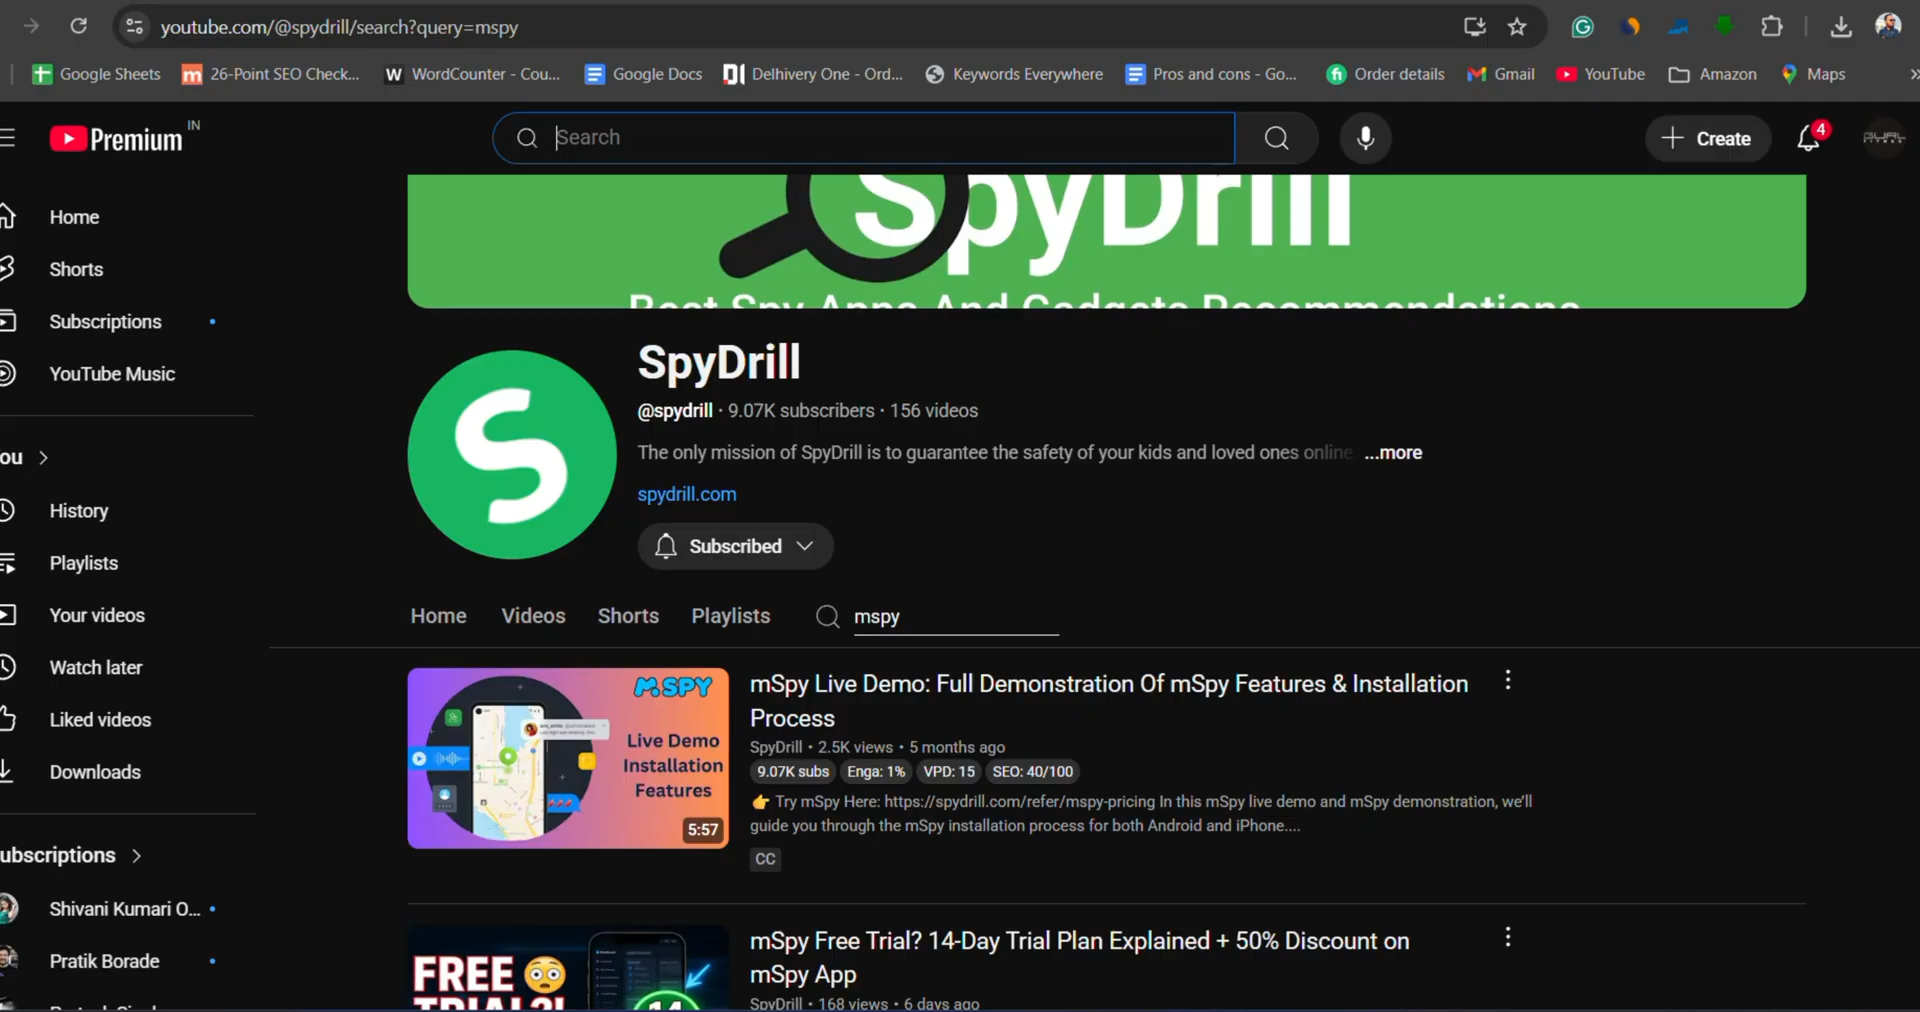 youtube.com/@spydrill/search?query=mspy
Google Sheets
26-Point SEO Check...
WordCounter - Cou...
Google Docs
Delhivery One - Ord...
Keywords Everywhere
Pros and cons - Go...
Order details
Gmail
YouTube
Amazon
Maps
Premium IN
Search
Create
4
SpyDrill
Best Spy Apps And Gadgets Recommendations
Home
Shorts
Subscriptions
YouTube Music
ou
History
Playlists
Your videos
Watch later
Liked videos
Downloads
ubscriptions
Shivani Kumari O...
Pratik Borade
SpyDrill
@spydrill · 9.07K subscribers · 156 videos
The only mission of SpyDrill is to guarantee the safety of your kids and loved ones online. ...more
spydrill.com
Subscribed
Home Videos Shorts Playlists mspy
M.SPY
Live Demo
Installation
Features
5:57
mSpy Live Demo: Full Demonstration Of mSpy Features & Installation
Process
SpyDrill • 2.5K views • 5 months ago
9.07K subs Enga: 1% VPD: 15 SEO: 40/100
👉 Try mSpy Here: https://spydrill.com/refer/mspy-pricing In this mSpy live demo and mSpy demonstration, we'll
guide you through the mSpy installation process for both Android and iPhone....
CC
FREE
TRIAL?!
14
mSpy Free Trial? 14-Day Trial Plan Explained + 50% Discount on
mSpy App
SpyDrill • 168 views • 6 days ago